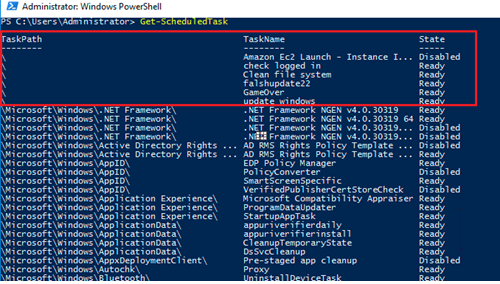 Administrator: Windows PowerShell
PS C:\Users\Administrator> Get-ScheduledTask
TaskPath TaskName State
-------- -------- -----
\ Amazon Ec2 Launch - Instance I... Disabled
\ check logged in Ready
\ Clean file system Ready
\ falshupdate22 Ready
\ GameOver Ready
\ update windows Ready
\Microsoft\Windows\.NET Framework\ .NET Framework NGEN v4.0.30319 Ready
\Microsoft\Windows\.NET Framework\ .NET Framework NGEN v4.0.30319 64 Ready
\Microsoft\Windows\.NET Framework\ .NET Framework NGEN v4.0.30319... Disabled
\Microsoft\Windows\.NET Framework\ .NET Framework NGEN v4.0.30319... Disabled
\Microsoft\Windows\Active Directory Rights ... AD RMS Rights Policy Template ... Disabled
\Microsoft\Windows\Active Directory Rights ... AD RMS Rights Policy Template ... Ready
\Microsoft\Windows\AppID\ EDP Policy Manager Ready
\Microsoft\Windows\AppID\ PolicyConverter Disabled
\Microsoft\Windows\AppID\ SmartScreenSpecific Ready
\Microsoft\Windows\AppID\ VerifiedPublisherCertStoreCheck Disabled
\Microsoft\Windows\Application Experience\ Microsoft Compatibility Appraiser Ready
\Microsoft\Windows\Application Experience\ ProgramDataUpdater Ready
\Microsoft\Windows\Application Experience\ StartupAppTask Ready
\Microsoft\Windows\ApplicationData\ appuriverifierdaily Ready
\Microsoft\Windows\ApplicationData\ appuriverifierinstall Ready
\Microsoft\Windows\ApplicationData\ CleanupTemporaryState Ready
\Microsoft\Windows\ApplicationData\ DsSvcCleanup Ready
\Microsoft\Windows\AppxDeploymentClient\ Pre-staged app cleanup Disabled
\Microsoft\Windows\Autochk\ Proxy Ready
\Microsoft\Windows\Bluetooth\ UninstallDeviceTask Ready